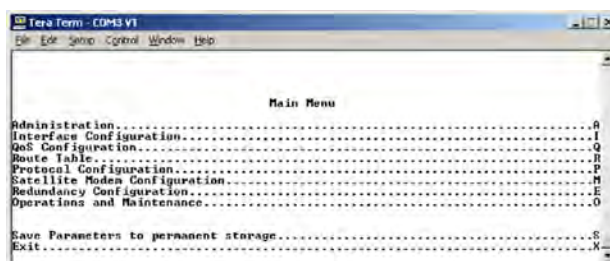 Tera Term - COM3 VT
File Edit Setup Control Window Help
Main Menu
Administration..............................................................................A
Interface Configuration.....................................................................I
QoS Configuration...........................................................................Q
Route Table.................................................................................R
Protocol Configuration......................................................................P
Satellite Modem Configuration...............................................................M
Redundancy Configuration....................................................................E
Operations and Maintenance..................................................................O
Save Parameters to permanent storage........................................................S
Exit........................................................................................X